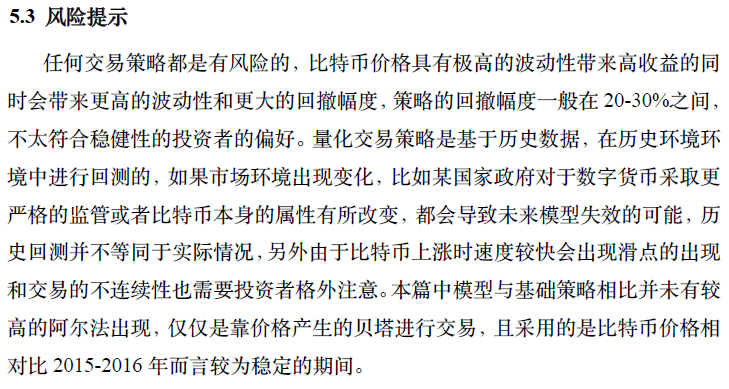 5.3 风险提示
任何交易策略都是有风险的，比特币价格具有极高的波动性带来高收益的同
时会带来更高的波动性和更大的回撤幅度，策略的回撤幅度一般在 20-30%之间，
不太符合稳健性的投资者的偏好。量化交易策略是基于历史数据，在历史环境环
境中进行回测的，如果市场环境出现变化，比如某国家政府对于数字货币采取更
严格的监管或者比特币本身的属性有所改变，都会导致未来模型失效的可能，历
史回测并不等同于实际情况，另外由于比特币上涨时速度较快会出现滑点的出现
和交易的不连续性也需要投资者格外注意。本篇中模型与基础策略相比并未有较
高的阿尔法出现，仅仅是靠价格产生的贝塔进行交易，且采用的是比特币价格相
对比 2015-2016 年而言较为稳定的期间。